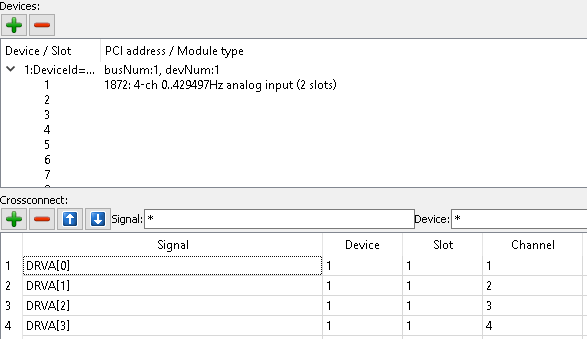 Devices:
Device / Slot PCI address / Module type
1:DeviceId=... busNum:1, devNum:1
1 1872: 4-ch 0..429497Hz analog input (2 slots)
2
3
4
5
6
7
Crossconnect:
Signal: * Device: *
Signal Device Slot Channel
1 DRVA[0] 1 1 1
2 DRVA[1] 1 1 2
3 DRVA[2] 1 1 3
4 DRVA[3] 1 1 4